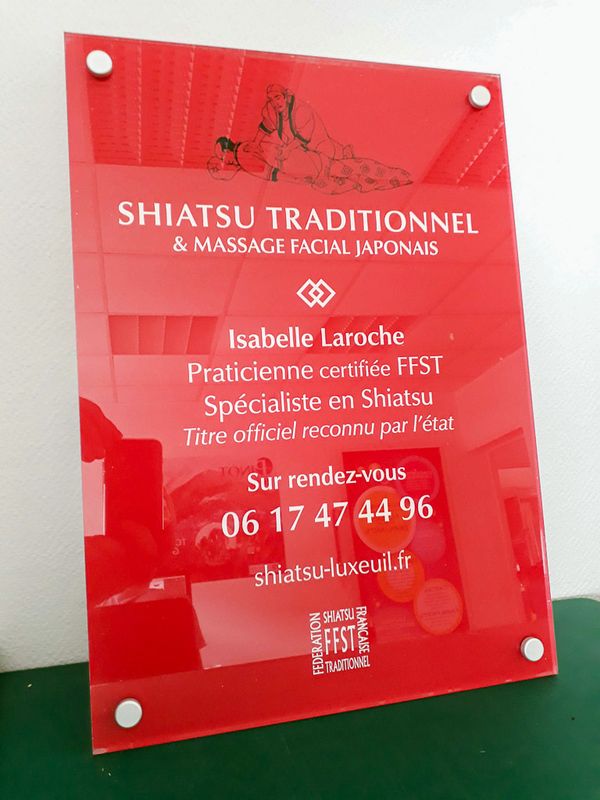 SHIATSU TRADITIONNEL
& MASSAGE FACIAL JAPONAIS
Isabelle Laroche
Praticienne certifiée FFST
Spécialiste en Shiatsu
Titre officiel reconnu par l'état
Sur rendez-vous
06 17 47 44 96
shiatsu-luxeuil.fr
FEDERATION
SHIATSU
FRANÇAISE
FFST
TRADITIONNEL